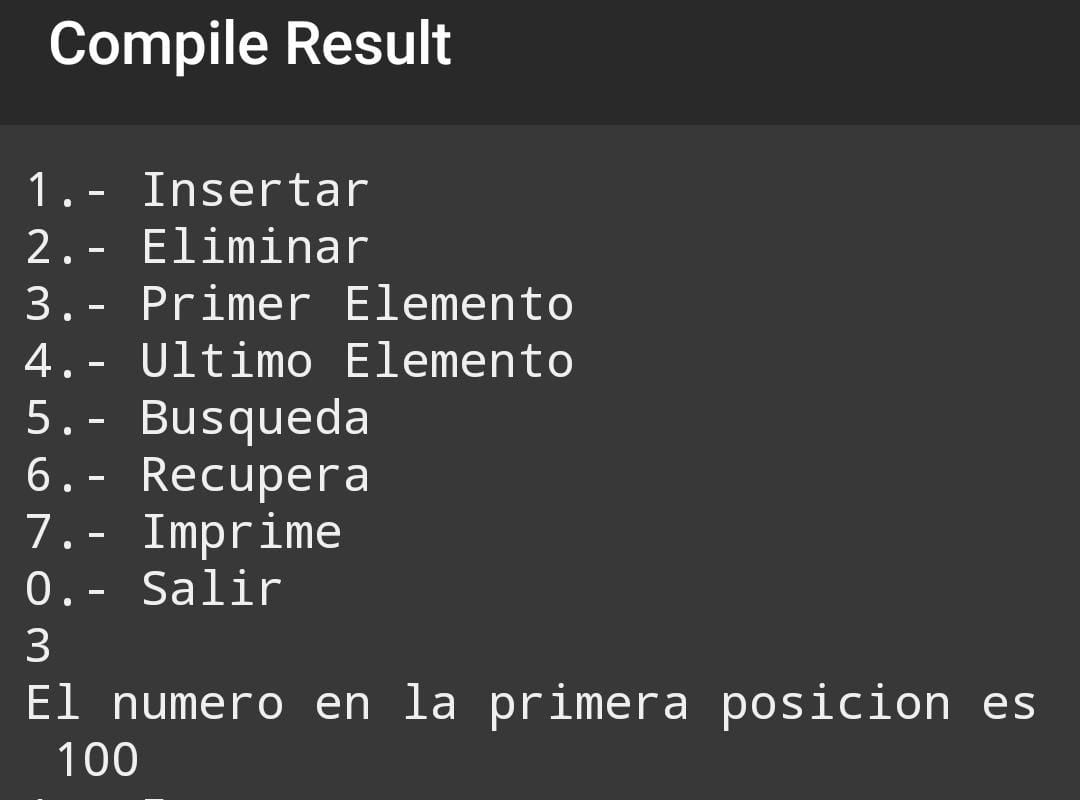 Compile Result
1.- Insertar
2.- Eliminar
3.- Primer Elemento
4.- Ultimo Elemento
5.- Busqueda
6.- Recupera
7.- Imprime
0.- Salir
3
El numero en la primera posicion es
100